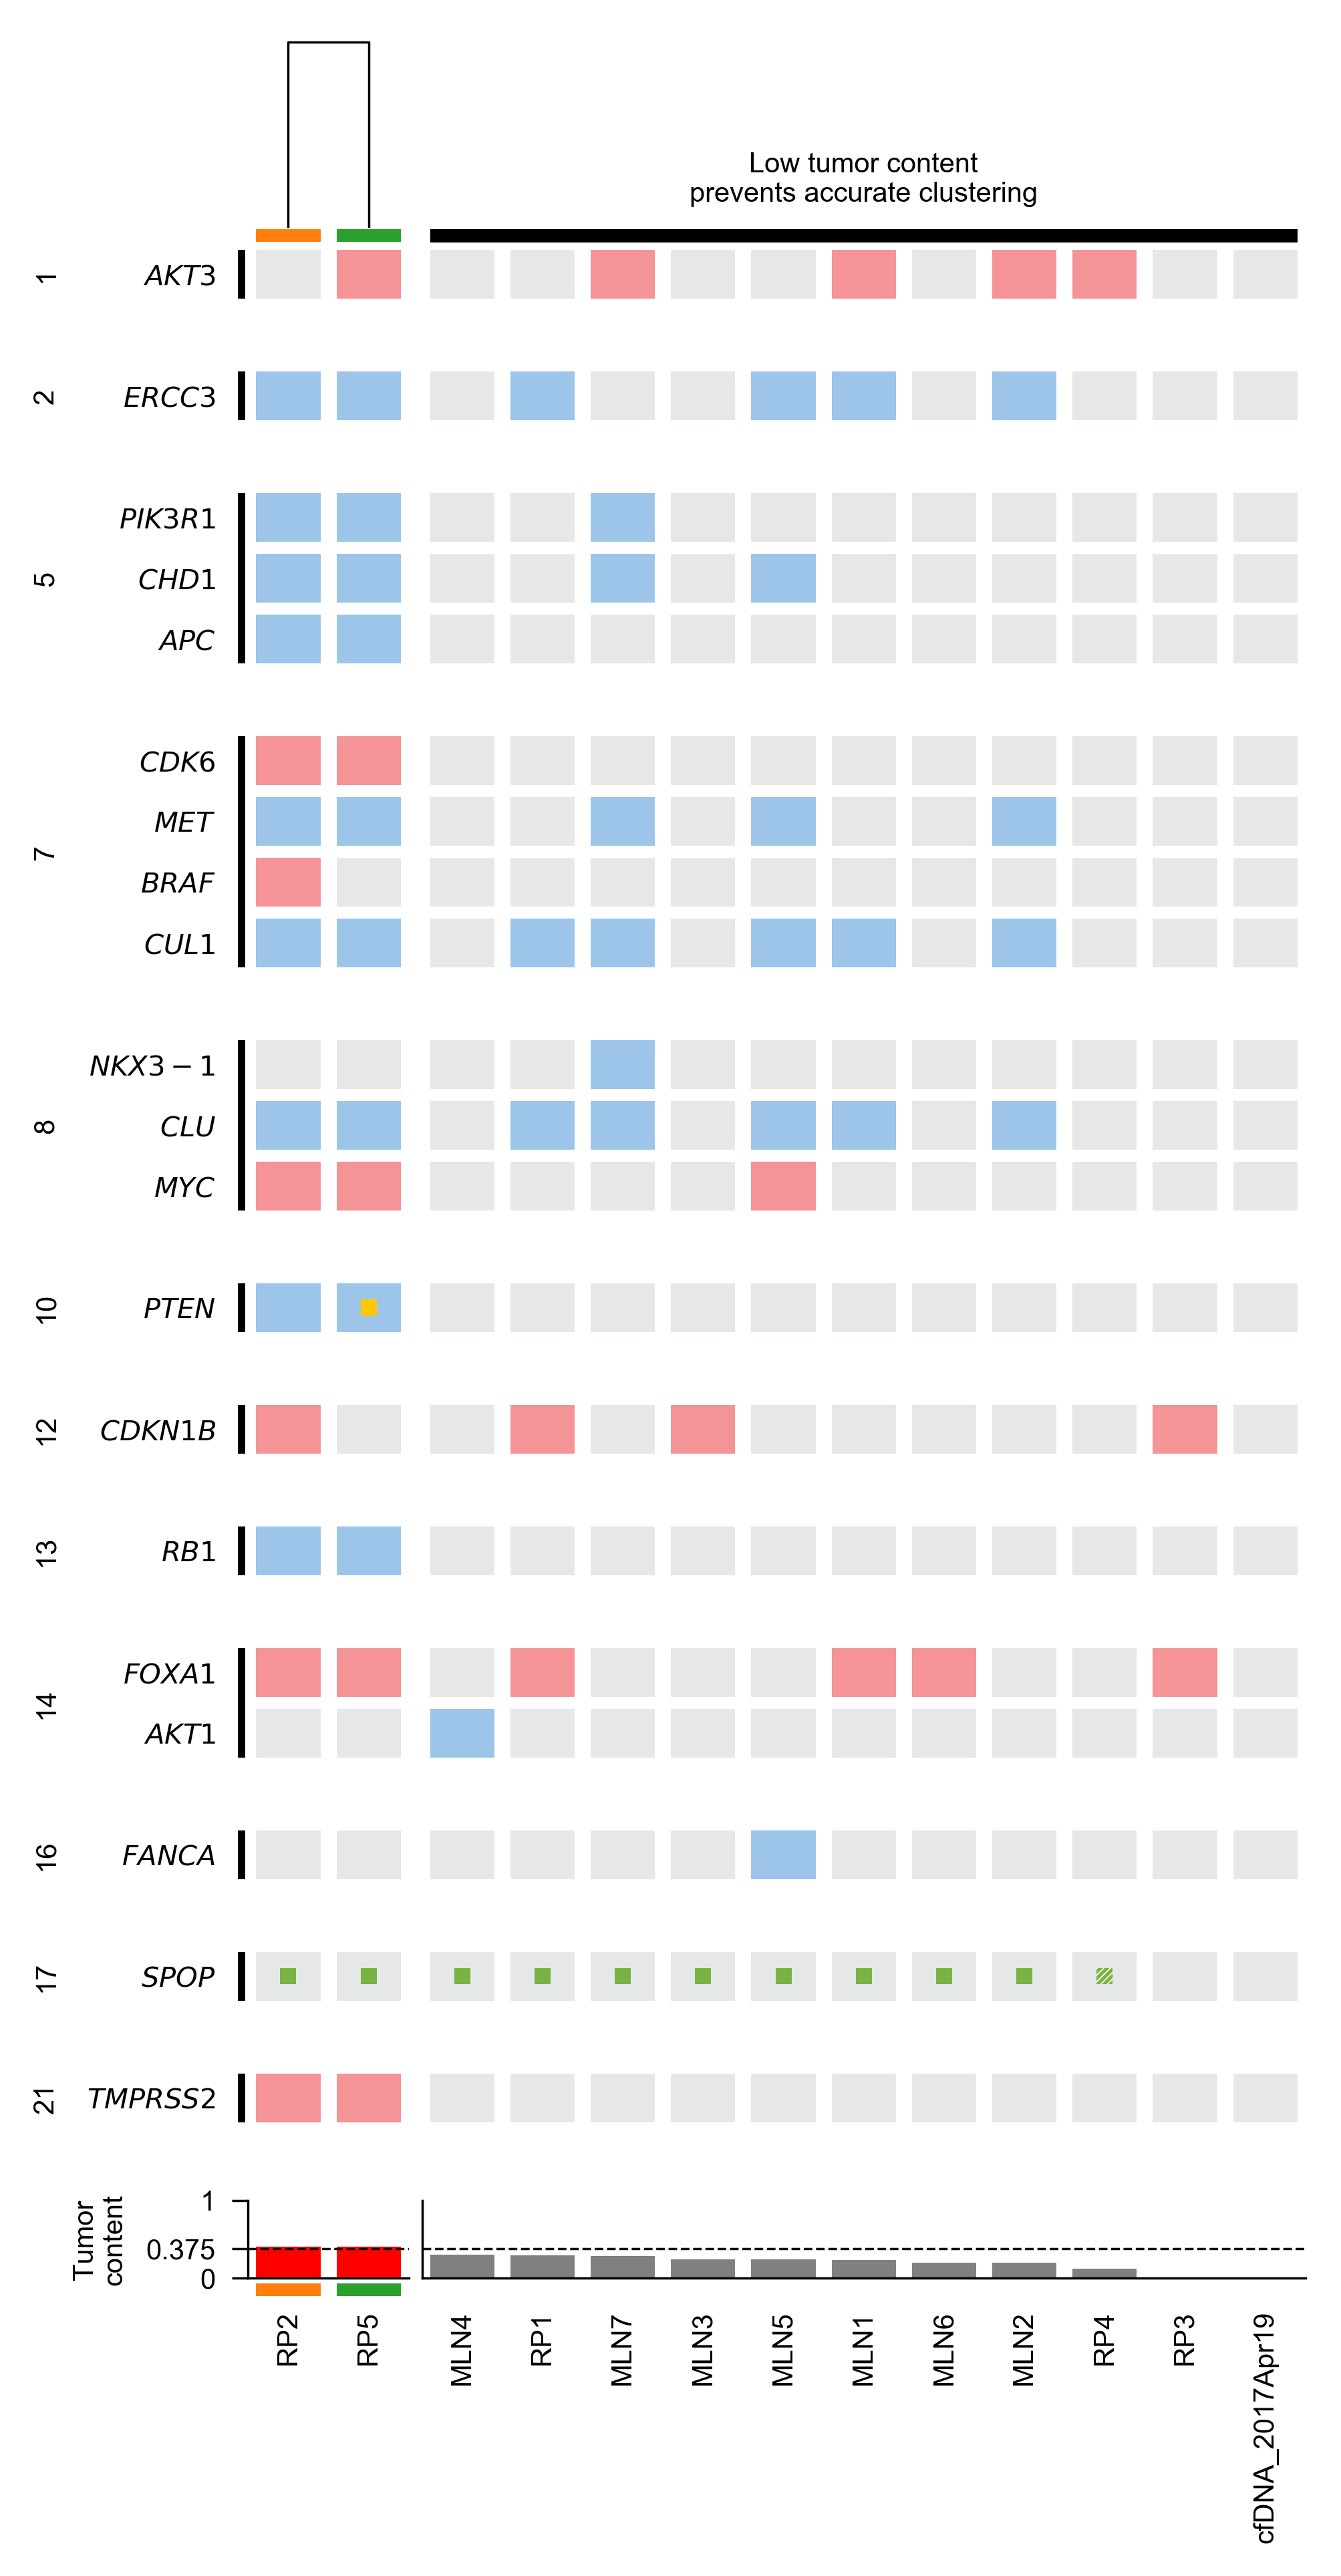 Low tumor content
prevents accurate clustering
1
AKT3
2
ERCC3
5
PIK3R1
CHD1
APC
7
CDK6
MET
BRAF
CUL1
8
NKX3−1
CLU
MYC
10
PTEN
12
CDKN1B
13
RB1
14
FOXA1
AKT1
16
FANCA
17
SPOP
21
TMPRSS2
Tumor
content
1
0.375
0
RP2
RP5
MLN4
RP1
MLN7
MLN3
MLN5
MLN1
MLN6
MLN2
RP4
RP3
cfDNA_2017Apr19